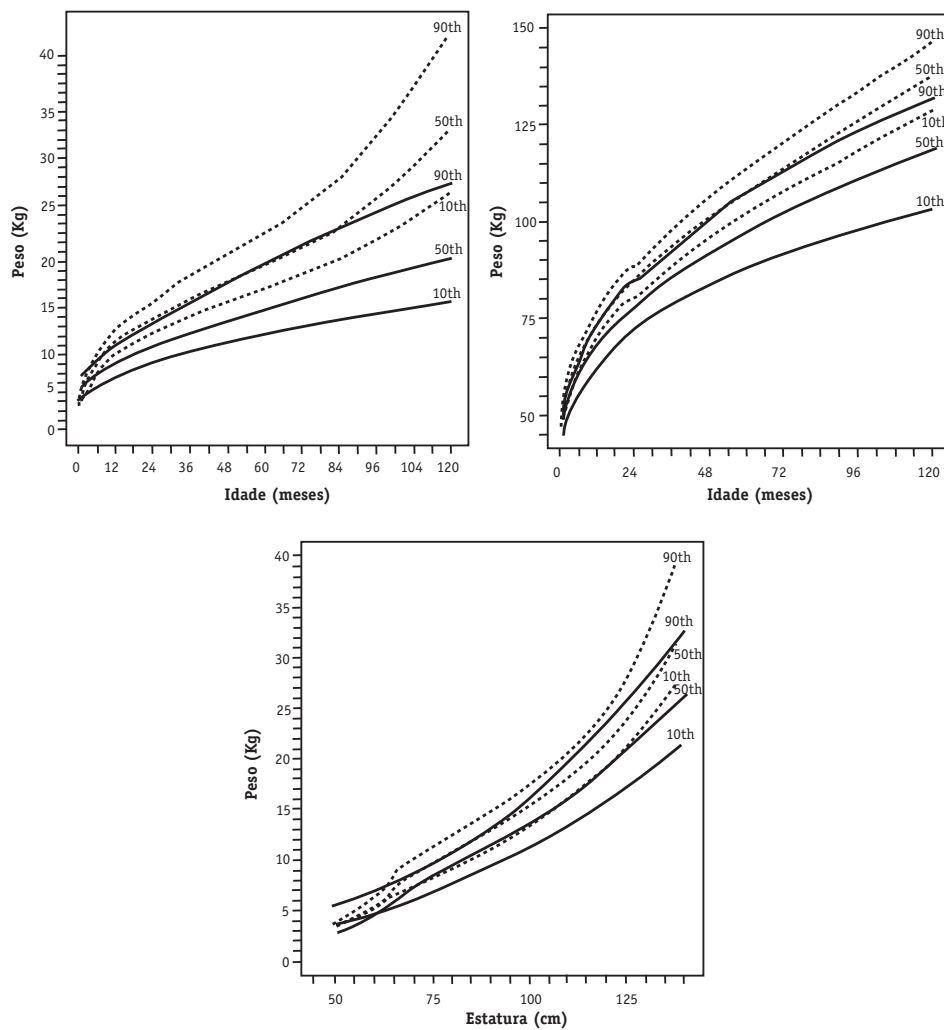 90th
50th
90th
10th
50th
10th
40
35
30
25
20
15
10
5
0
Peso (Kg)
0 12 24 36 48 60 72 84 96 104 120
Idade (meses)
90th
50th
90th
10th
50th
10th
150
125
100
75
50
Peso (Kg)
0 24 48 72 96 120
Idade (meses)
90th
90th
50th
10th
50th
10th
40
35
30
25
20
15
10
5
0
Peso (Kg)
50 75 100 125
Estatura (cm)